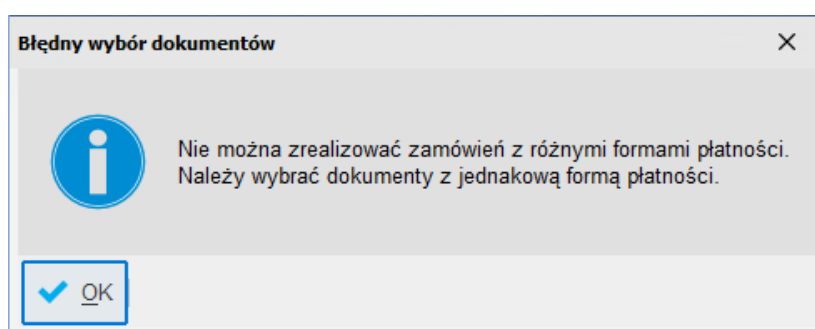 Błędny wybór dokumentów
Nie można zrealizować zamówień z różnymi formami płatności.
Należy wybrać dokumenty z jednakową formą płatności.
OK